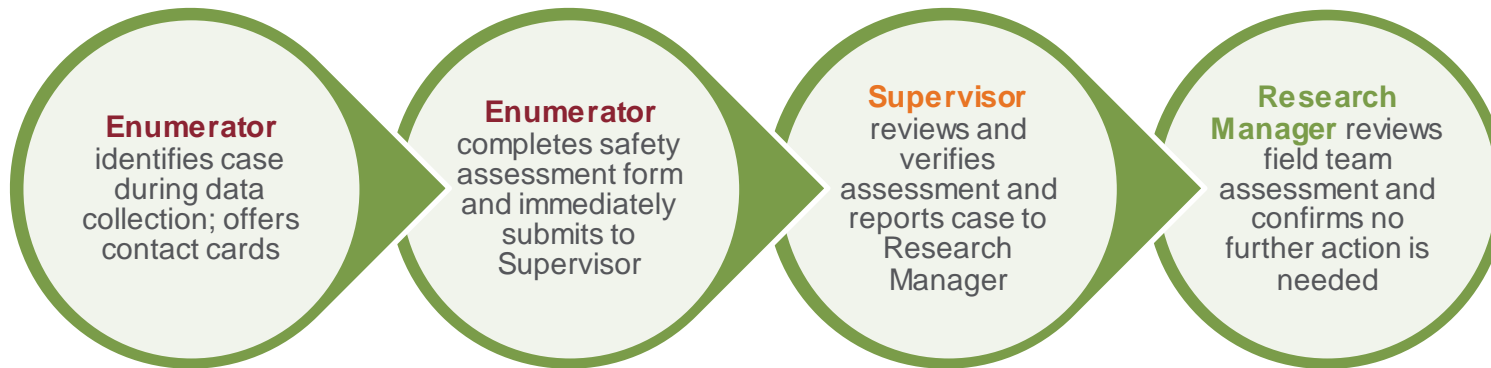 Enumerator
identifies case
during data
collection; offers
contact cards
Enumerator
completes safety
assessment form
and immediately
submits to
Supervisor
Supervisor
reviews and
verifies
assessment and
reports case to
Research
Manager
Research
Manager reviews
field team
assessment and
confirms no
further action is
needed